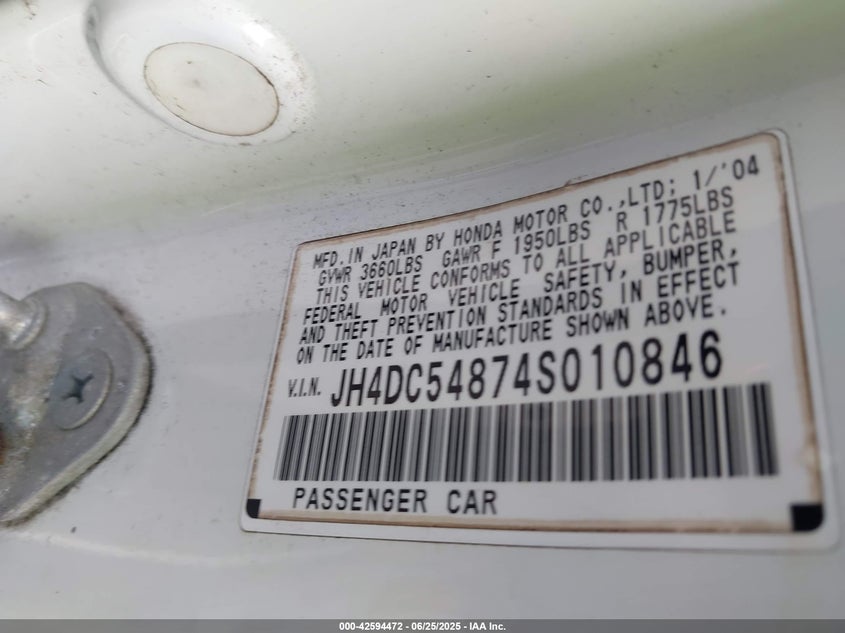 MFD. IN JAPAN BY HONDA MOTOR CO.,LTD; 1/'04
GVWR 3660LBS GAWR F 1950LBS R 1775LBS
THIS VEHICLE CONFORMS TO ALL APPLICABLE
FEDERAL MOTOR VEHICLE SAFETY, BUMPER,
AND THEFT PREVENTION STANDARDS IN EFFECT
ON THE DATE OF MANUFACTURE SHOWN ABOVE.
V.I.N. JH4DC54874S010846
PASSENGER CAR
000-42594472 - 06/25/2025 - IAA Inc.